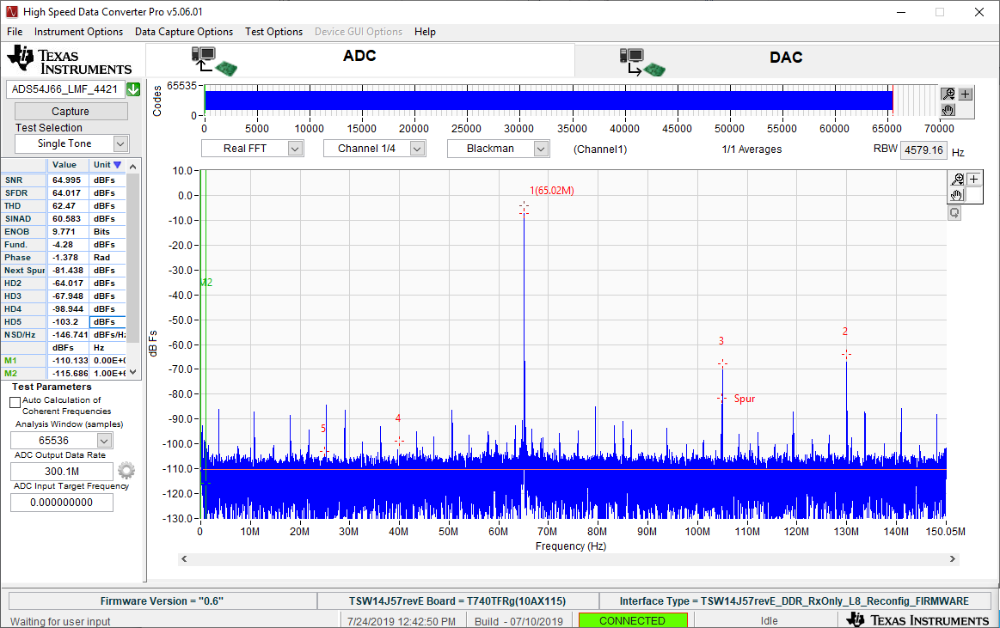 High Speed Data Converter Pro v5.06.01
File Instrument Options Data Capture Options Test Options Device GUI Options Help
TEXAS INSTRUMENTS
ADC
DAC
ADS54J66_LMF_4421
Capture
Test Selection
Single Tone
Value Unit
SNR 64.995 dBFs
SFDR 64.017 dBFs
THD 62.47 dBFs
SINAD 60.583 dBFs
ENOB 9.771 Bits
Fund. -4.28 dBFs
Phase -1.378 Rad
Next Spur -81.438 dBFs
HD2 -64.017 dBFs
HD3 -67.948 dBFs
HD4 -98.944 dBFs
HD5 -103.2 dBFs
NSD/Hz -146.741 dBFs/Hz
dBFs Hz
M1 -110.133 0.00E+0
M2 -115.686 1.00E+6
Test Parameters
Auto Calculation of
Coherent Frequencies
Analysis Window (samples)
65536
ADC Output Data Rate
300.1M
ADC Input Target Frequency
0.000000000
Codes
65535
0
0 5000 10000 15000 20000 25000 30000 35000 40000 45000 50000 55000 60000 65000 70000
Real FFT Channel 1/4 Blackman (Channel1) 1/1 Averages RBW 4579.16 Hz
dB Fs
10.0
0.0
-10.0
-20.0
-30.0
-40.0
-50.0
-60.0
-70.0
-80.0
-90.0
-100.0
-110.0
-120.0
-130.0
1(65.02M)
M2
2
3
Spur
4
5
0 10M 20M 30M 40M 50M 60M 70M 80M 90M 100M 110M 120M 130M 140M 150.05M
Frequency (Hz)
Firmware Version = "0.6" TSW14J57revE Board = T740TFRg(10AX115) Interface Type = TSW14J57revE_DDR_RxOnly_L8_Reconfig_FIRMWARE
Waiting for user input 7/24/2019 12:42:50 PM Build - 07/10/2019 CONNECTED Idle TEXAS INSTRUMENTS